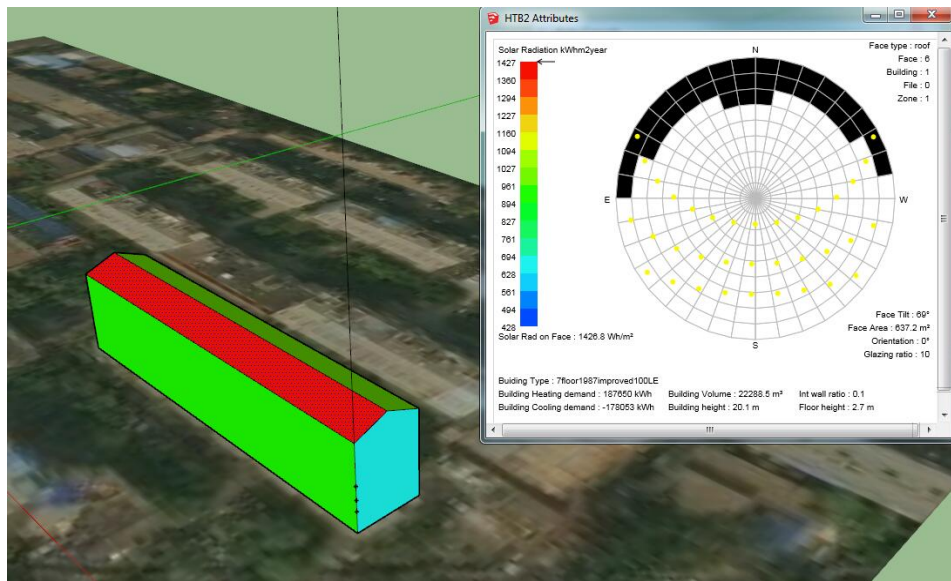 HTB2 Attributes
Solar Radiation kWhm2year
1427
1360
1294
1227
1160
1094
1027
961
894
827
761
694
628
561
494
428
Solar Rad on Face : 1426.8 Wh/m²
N
E
W
S
Face type : roof
Face : 6
Building : 1
File : 0
Zone : 1
Face Tilt : 69°
Face Area : 637.2 m²
Orientation : 0°
Glazing ratio : 10
Buiding Type : 7floor1987improved100LE
Building Heating demand : 187650 kWh Building Volume : 22288.5 m³ Int wall ratio : 0.1
Building Cooling demand : -178053 kWh Building height : 20.1 m Floor height : 2.7 m